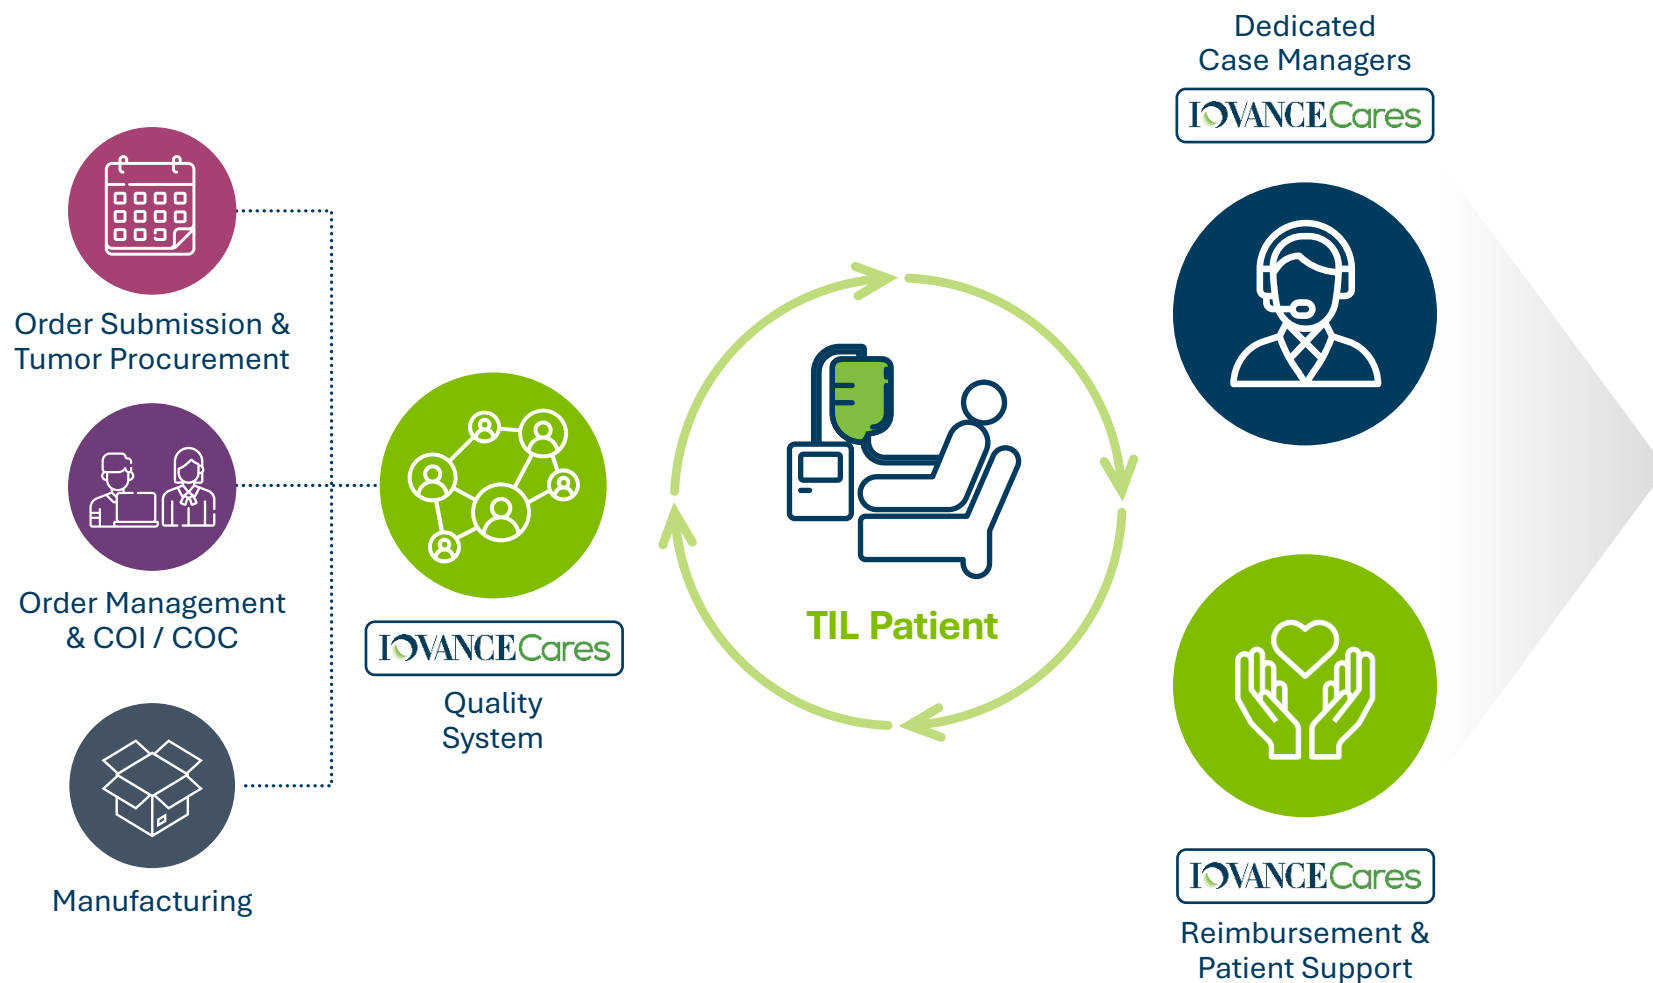 Order Submission &
Tumor Procurement
Order Management
& COI / COC
Manufacturing
IOVANCECares
Quality
System
TIL Patient
Dedicated
Case Managers
IOVANCECares
IOVANCECares
Reimbursement &
Patient Support